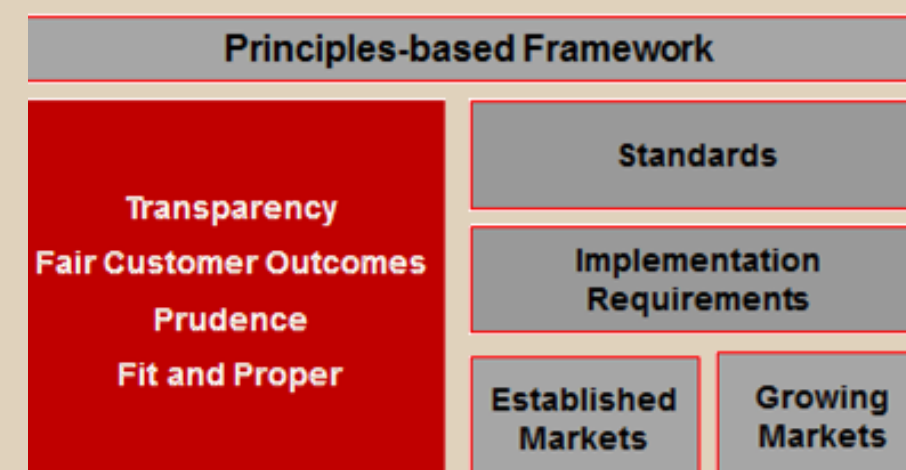 Principles-based Framework
Transparency
Fair Customer Outcomes
Prudence
Fit and Proper
Standards
Implementation
Requirements
Established
Markets
Growing
Markets